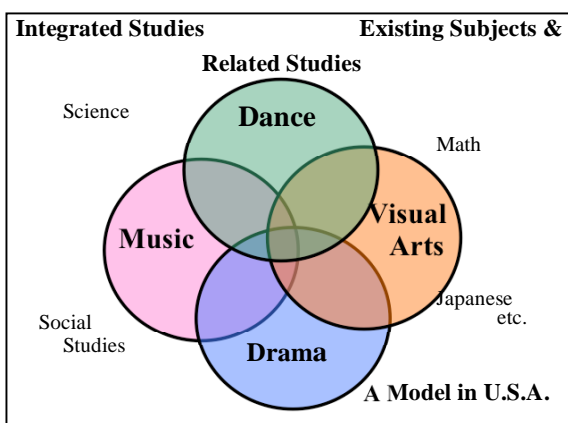 Integrated Studies Existing Subjects &
Related Studies
Science
Dance
Math
Music
Visual
Arts
Japanese
etc.
Social
Studies
Drama
A Model in U.S.A.